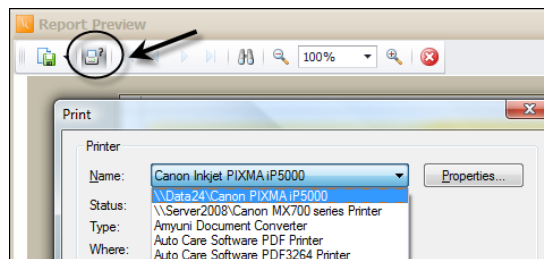 Report Preview
100%
Print
Printer
Name:
Canon Inkjet PIXMA iP5000
Properties...
\\Data24\Canon PIXMA iP5000
Status:
\\Server2008\Canon MX700 series Printer
Type:
Amyuni Document Converter
Auto Care Software PDF Printer
Where:
Auto Care Software PDF3264 Printer